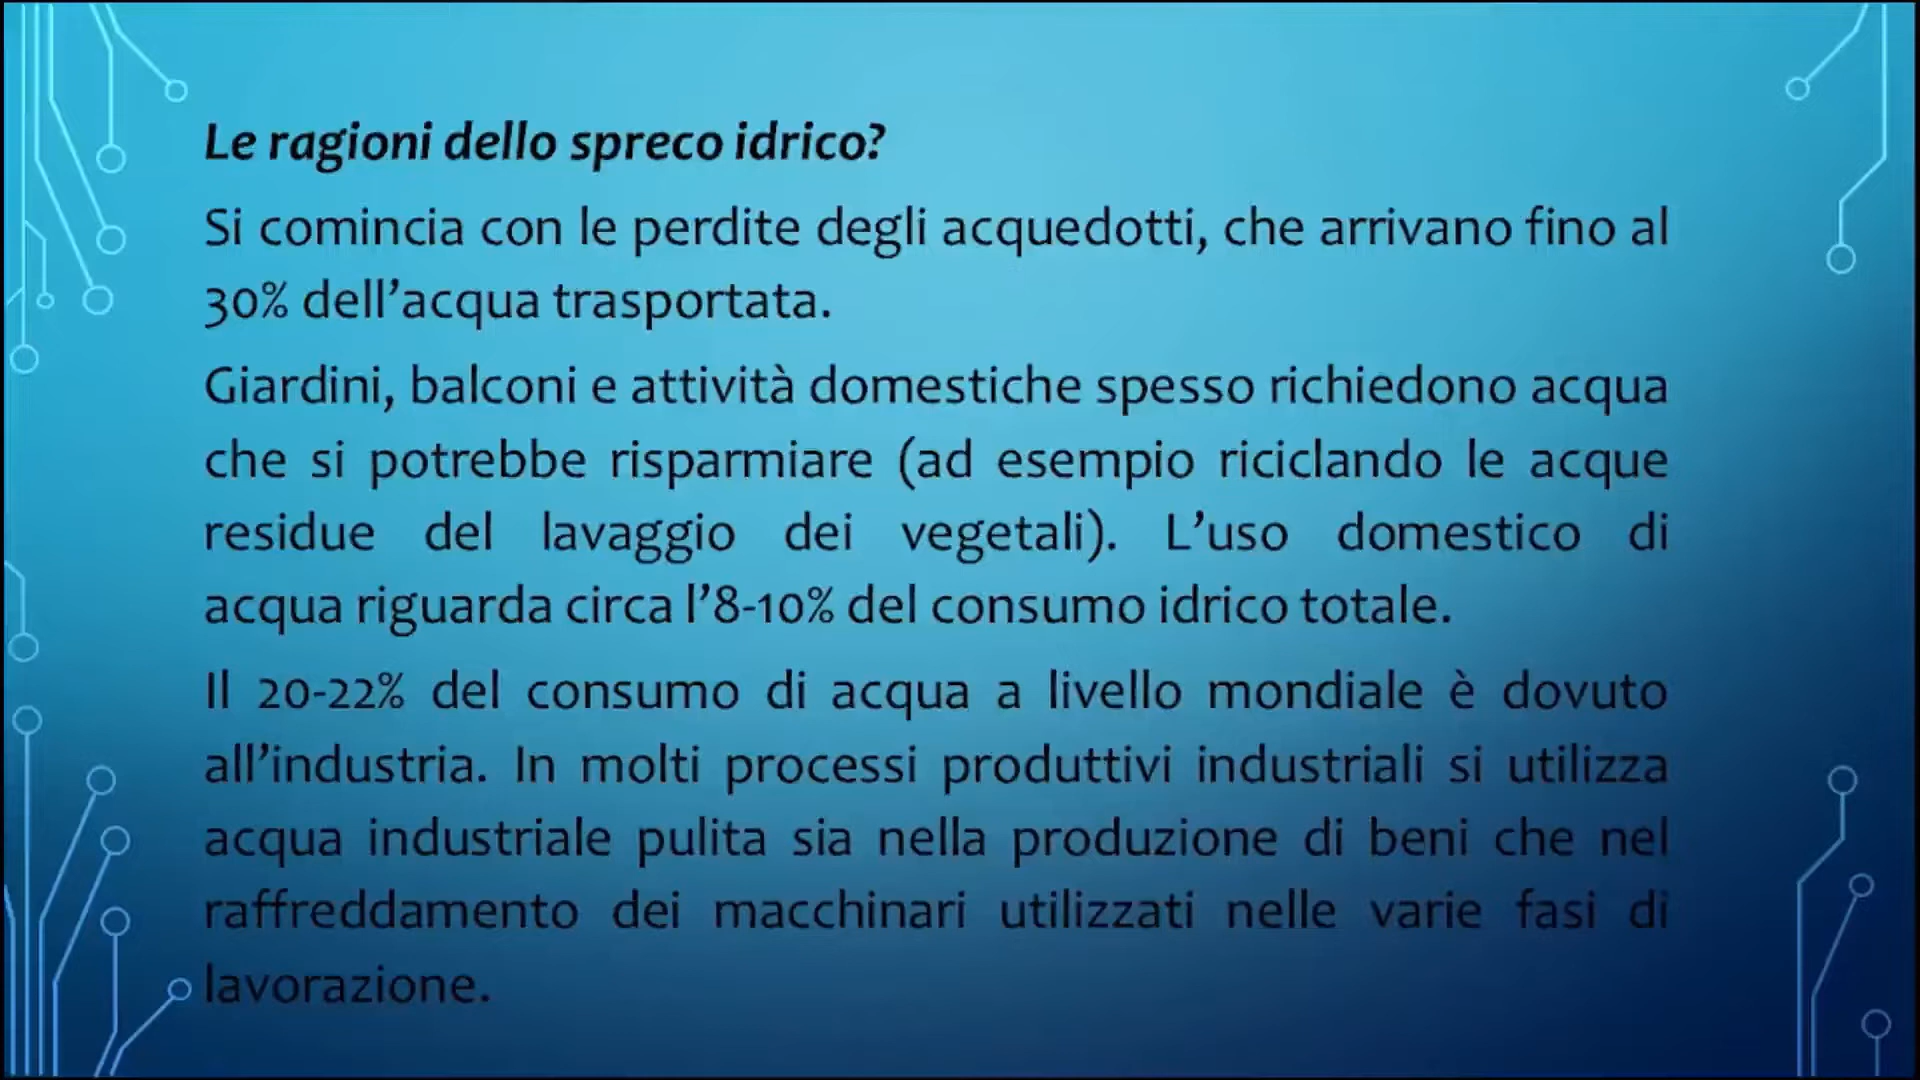 Le ragioni dello spreco idrico?
Si comincia con le perdite degli acquedotti, che arrivano fino al
30% dell’acqua trasportata.
Giardini, balconi e attività domestiche spesso richiedono acqua
che si potrebbe risparmiare (ad esempio riciclando le acque
residue del lavaggio dei vegetali). L’uso domestico di
acqua riguarda circa l’8-10% del consumo idrico totale.
Il 20-22% del consumo di acqua a livello mondiale è dovuto
all’industria. In molti processi produttivi industriali si utilizza
acqua industriale pulita sia nella produzione di beni che nel
raffreddamento dei macchinari utilizzati nelle varie fasi di
lavorazione.